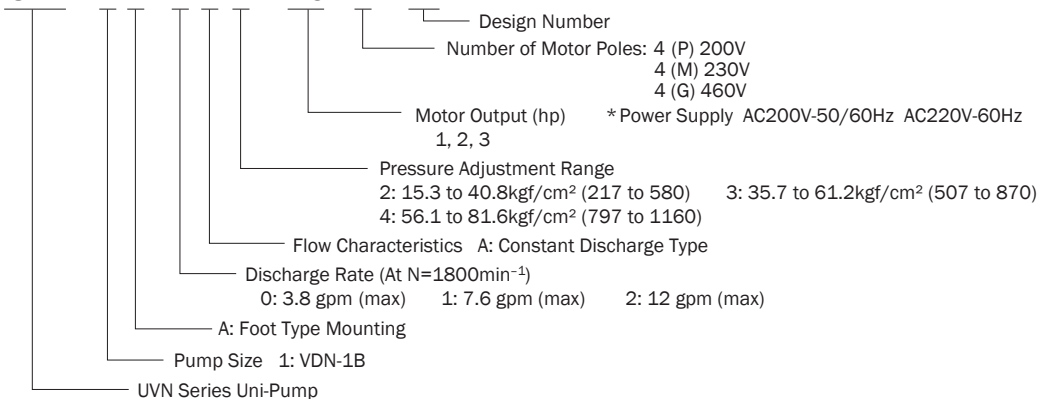 Design Number
Number of Motor Poles: 4 (P) 200V
4 (M) 230V
4 (G) 460V
Motor Output (hp) *Power Supply AC200V-50/60Hz AC220V-60Hz
1, 2, 3
Pressure Adjustment Range
2: 15.3 to 40.8kgf/cm² (217 to 580) 3: 35.7 to 61.2kgf/cm² (507 to 870)
4: 56.1 to 81.6kgf/cm² (797 to 1160)
Flow Characteristics A: Constant Discharge Type
Discharge Rate (At N=1800min⁻¹)
0: 3.8 gpm (max) 1: 7.6 gpm (max) 2: 12 gpm (max)
A: Foot Type Mounting
Pump Size 1: VDN-1B
UVN Series Uni-Pump